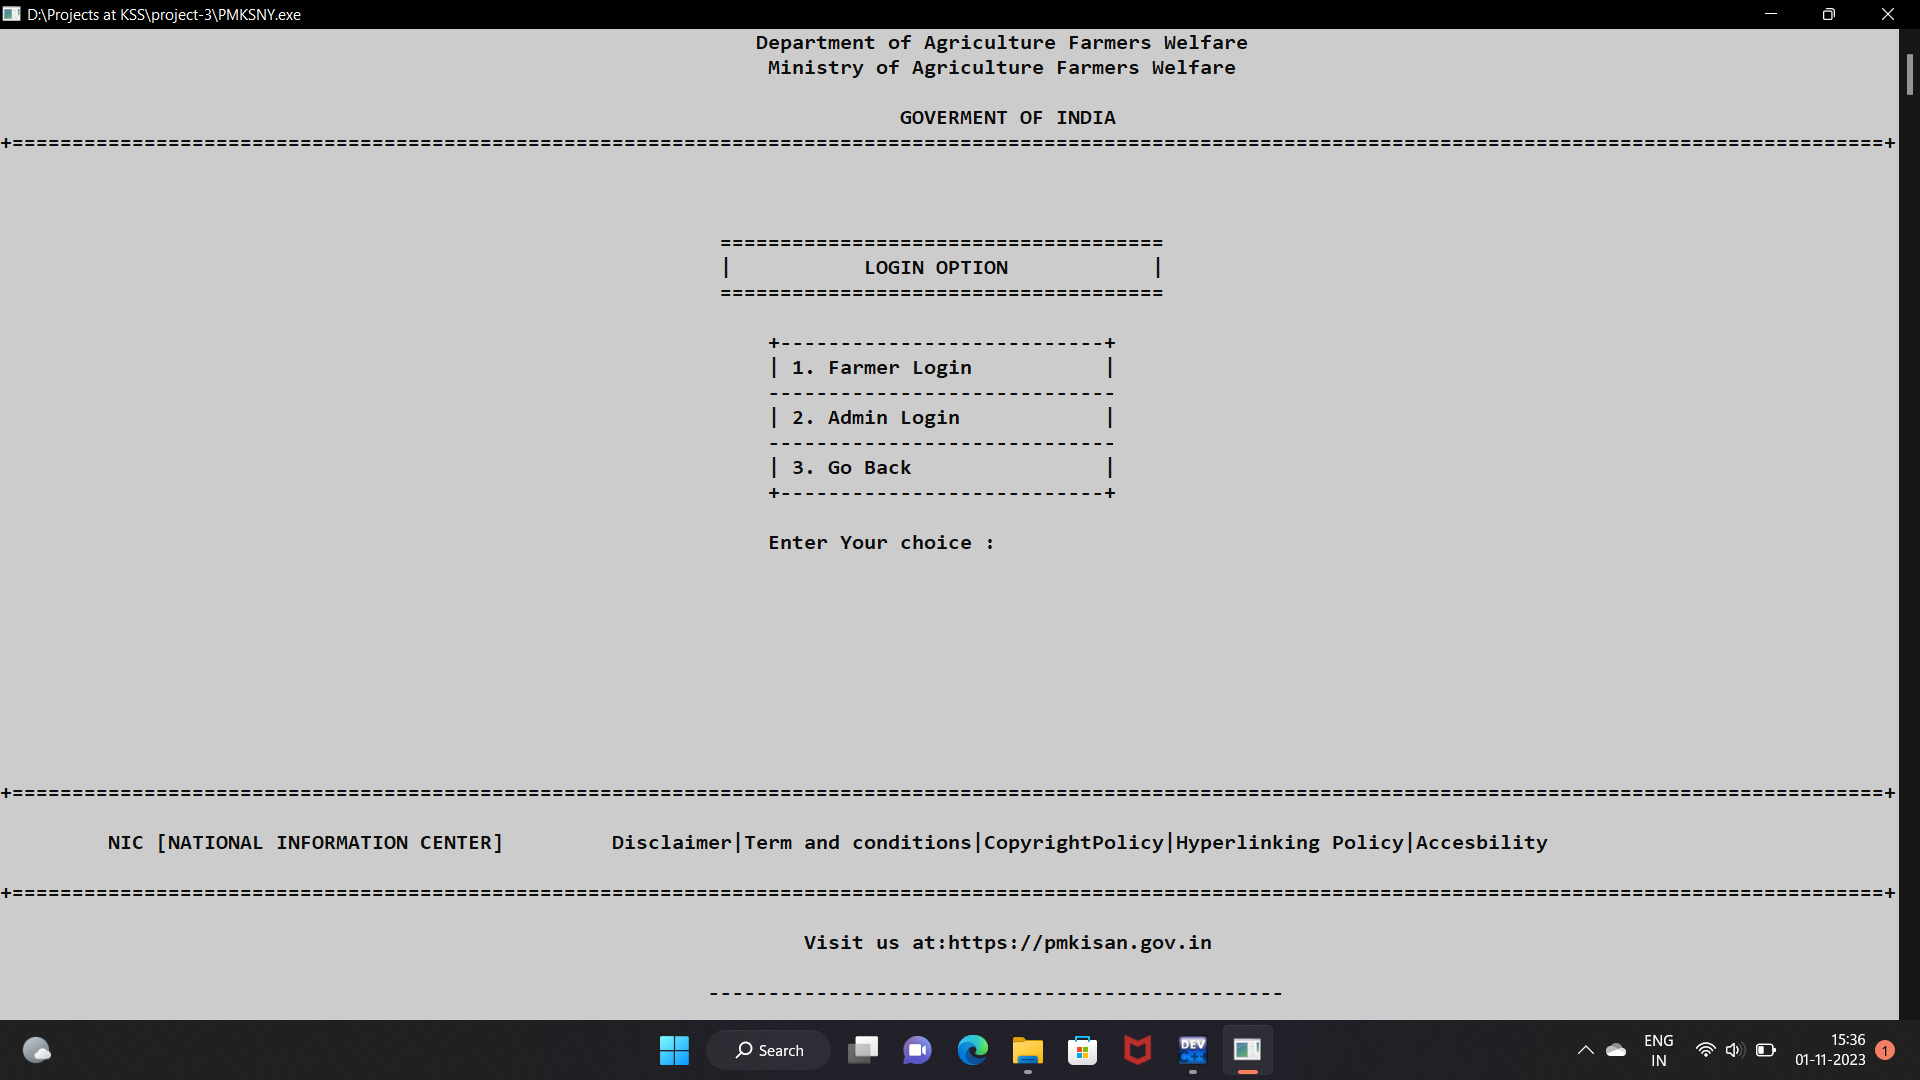 D:\Projects at KSS\project-3\PMKSNY.exe
Department of Agriculture Farmers Welfare
Ministry of Agriculture Farmers Welfare
GOVERMENT OF INDIA
LOGIN OPTION
1. Farmer Login
2. Admin Login
3. Go Back
Enter Your choice :
NIC [NATIONAL INFORMATION CENTER] Disclaimer|Term and conditions|CopyrightPolicy|Hyperlinking Policy|Accesbility
Visit us at:https://pmkisan.gov.in
Search
DEV
C++
ENG
IN
15:36
01-11-2023
1